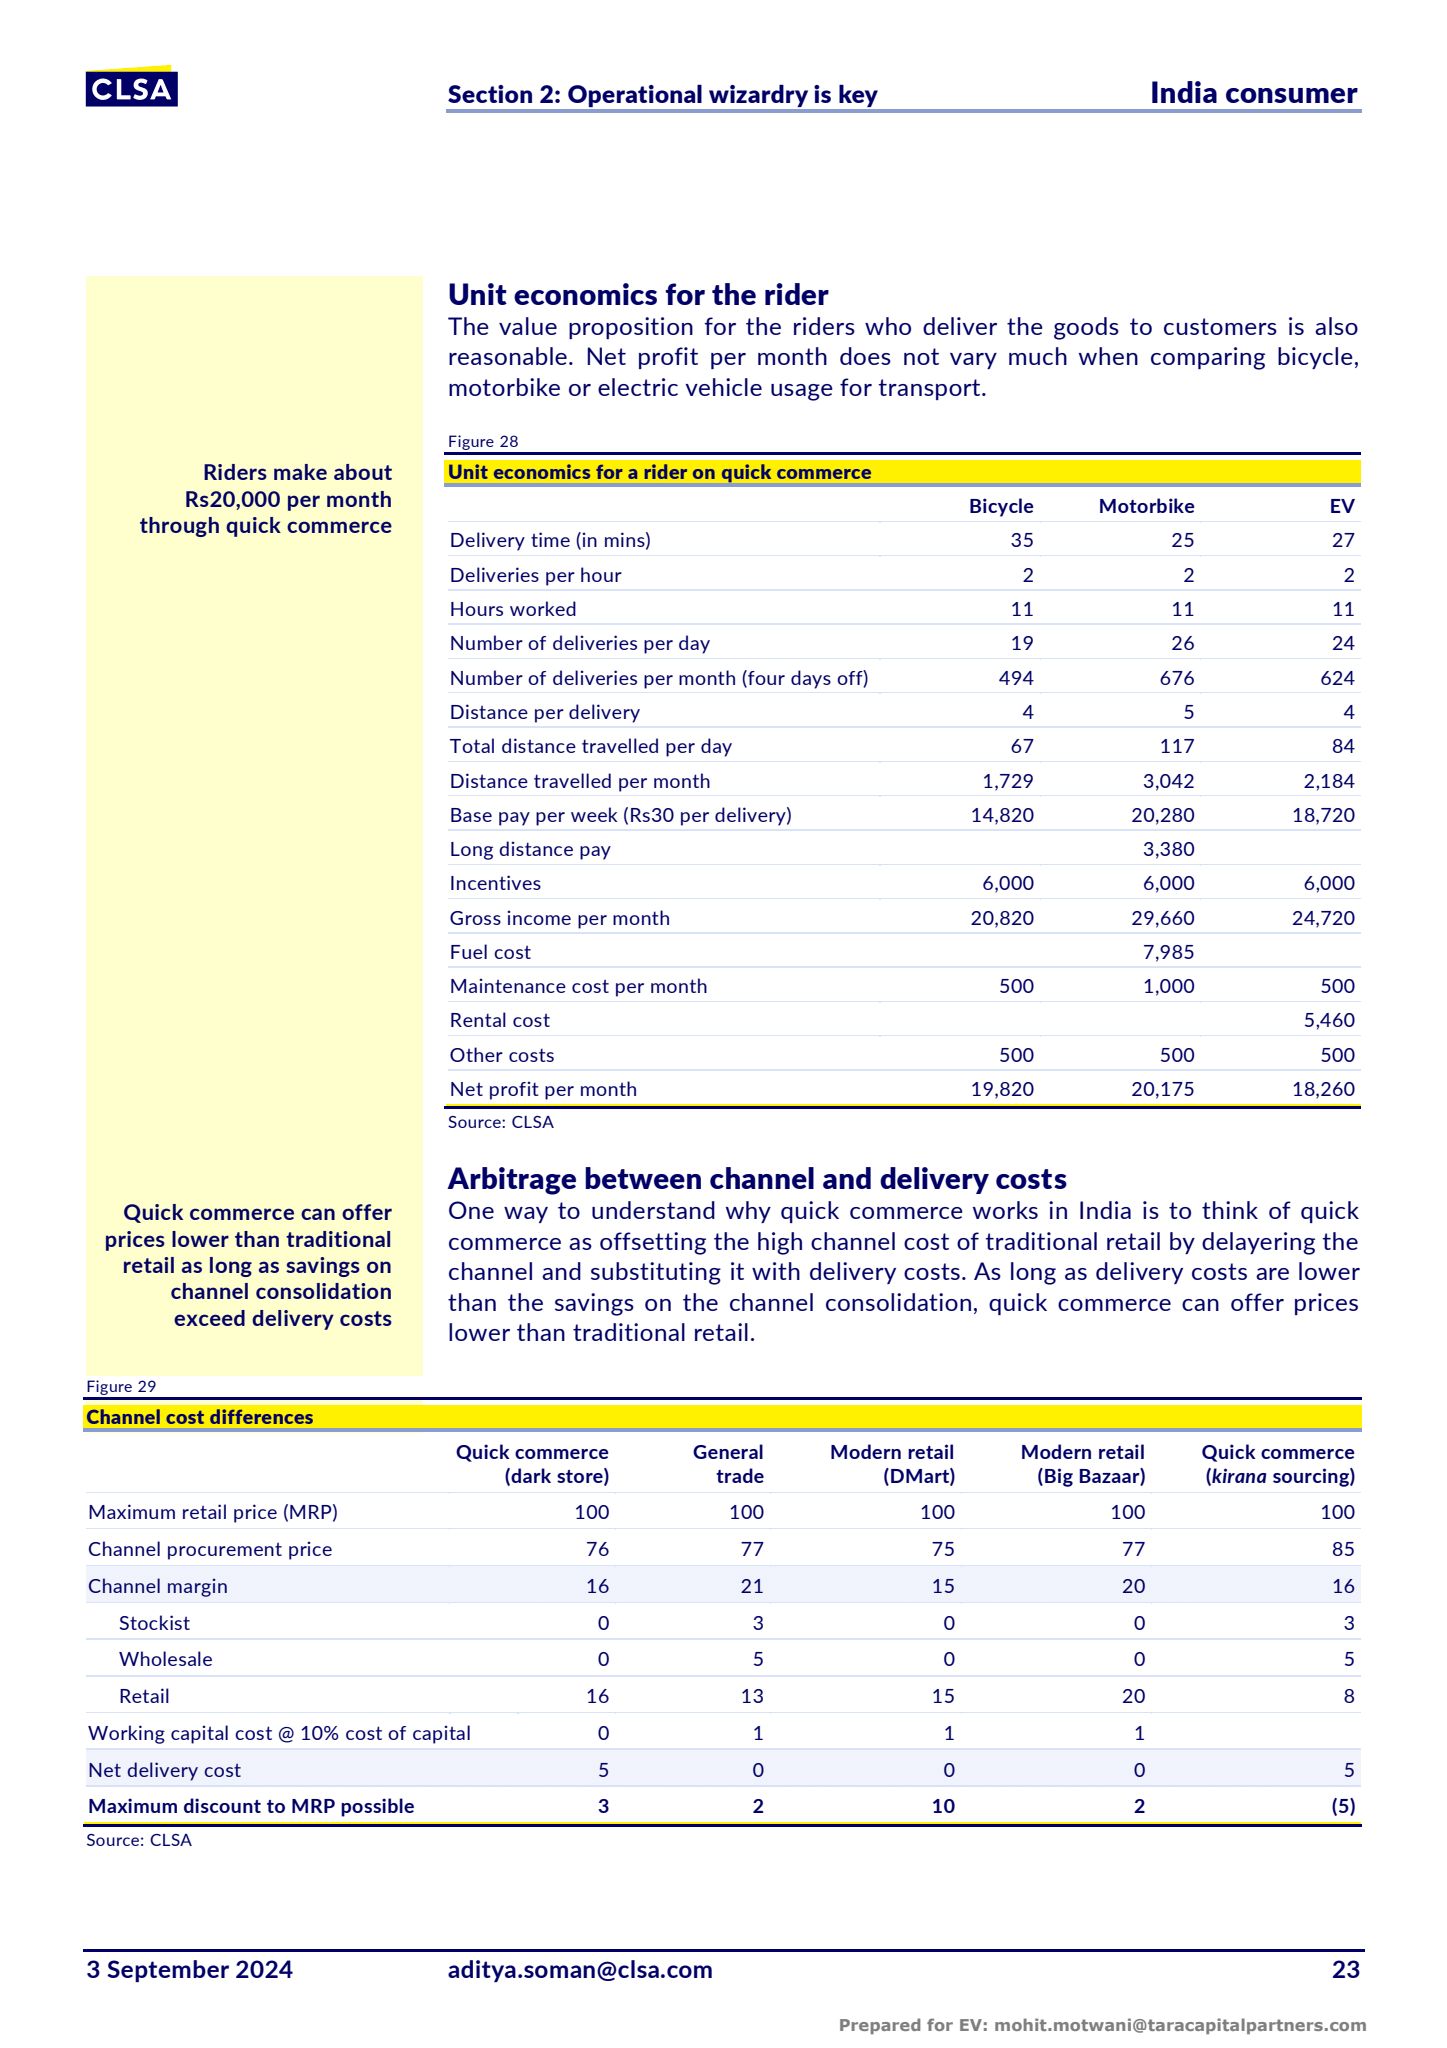 CLSA
Section 2: Operational wizardry is key India consumer
Unit economics for the rider
The value proposition for the riders who deliver the goods to customers is also
reasonable. Net profit per month does not vary much when comparing bicycle,
motorbike or electric vehicle usage for transport.
Riders make about
Rs20,000 per month
through quick commerce
Figure 28
Unit economics for a rider on quick commerce
Bicycle Motorbike EV
Delivery time (in mins) 35 25 27
Deliveries per hour 2 2 2
Hours worked 11 11 11
Number of deliveries per day 19 26 24
Number of deliveries per month (four days off) 494 676 624
Distance per delivery 4 5 4
Total distance travelled per day 67 117 84
Distance travelled per month 1,729 3,042 2,184
Base pay per week (Rs30 per delivery) 14,820 20,280 18,720
Long distance pay 3,380
Incentives 6,000 6,000 6,000
Gross income per month 20,820 29,660 24,720
Fuel cost 7,985
Maintenance cost per month 500 1,000 500
Rental cost 5,460
Other costs 500 500 500
Net profit per month 19,820 20,175 18,260
Source: CLSA
Arbitrage between channel and delivery costs
One way to understand why quick commerce works in India is to think of quick
commerce as offsetting the high channel cost of traditional retail by delayering the
channel and substituting it with delivery costs. As long as delivery costs are lower
than the savings on the channel consolidation, quick commerce can offer prices
lower than traditional retail.
Quick commerce can offer
prices lower than traditional
retail as long as savings on
channel consolidation
exceed delivery costs
Figure 29
Channel cost differences
Quick commerce General Modern retail Modern retail Quick commerce
(dark store) trade (DMart) (Big Bazaar) (kirana sourcing)
Maximum retail price (MRP) 100 100 100 100 100
Channel procurement price 76 77 75 77 85
Channel margin 16 21 15 20 16
Stockist 0 3 0 0 3
Wholesale 0 5 0 0 5
Retail 16 13 15 20 8
Working capital cost @ 10% cost of capital 0 1 1 1
Net delivery cost 5 0 0 0 5
Maximum discount to MRP possible 3 2 10 2 (5)
Source: CLSA
3 September 2024 aditya.soman@clsa.com 23
Prepared for EV: mohit.motwani@taracapitalpartners.com